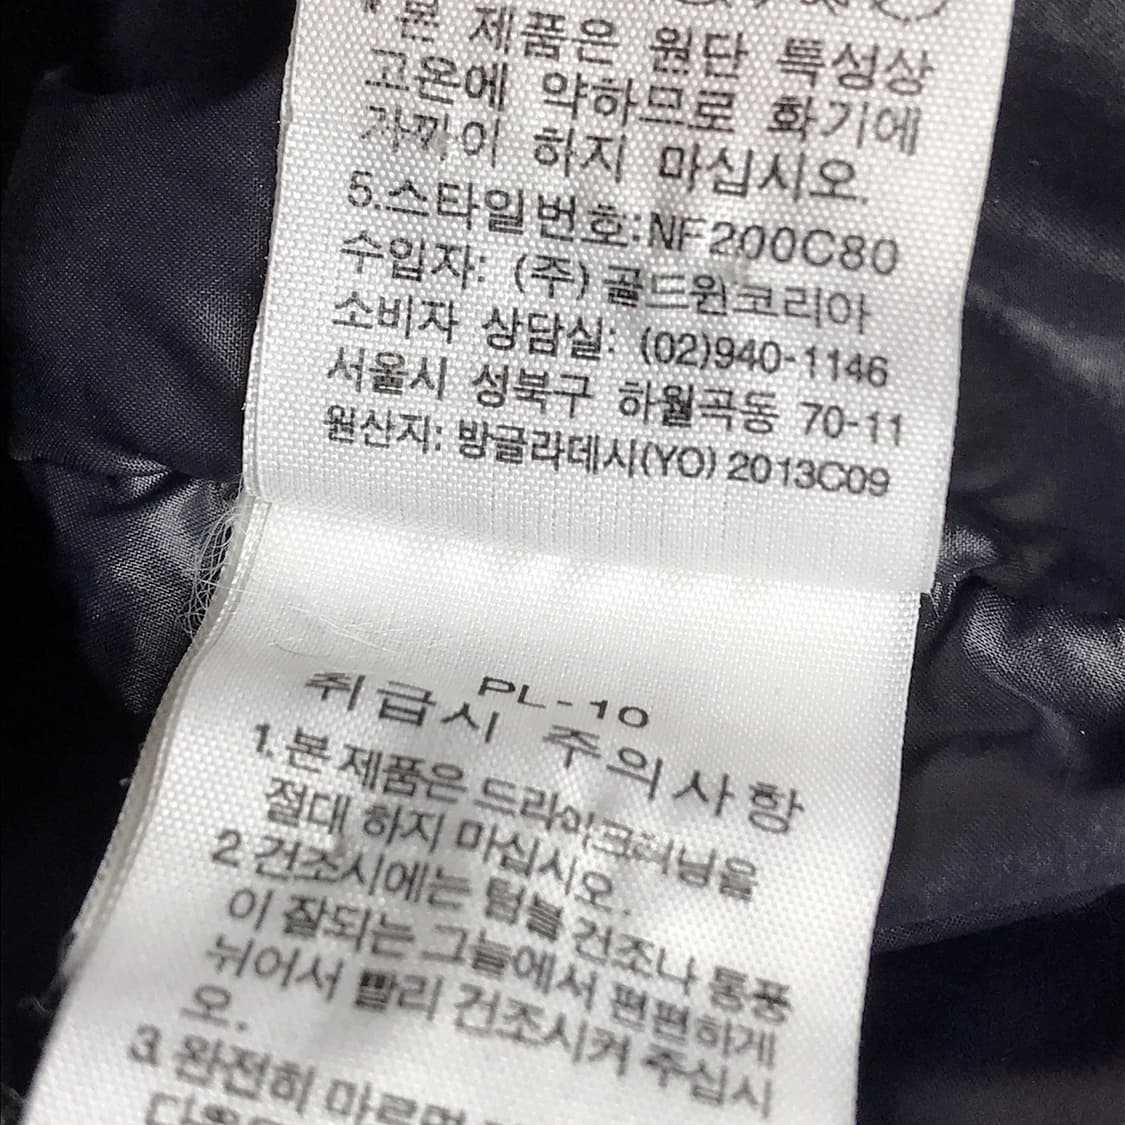 * 본 제품은 원단 특성상
고온에 약하므로 화기에
가까이 하지 마십시오.
5.스타일번호:NF200C80
수입자: (주)골드원코리아
소비자 상담실: (02)940-1146
서울시 성북구 하월곡동 70-11
원산지: 방글라데시(YO) 2013C09
PL-10
취급시 주의사항
1. 본 제품은 드라이크리닝을
절대 하지 마십시오.
2 건조시에는 텀블 건조나 통풍
이 잘되는 그늘에서 편편하게
뉘어서 빨리 건조시켜 주십시
오.
3. 완전히 마르면